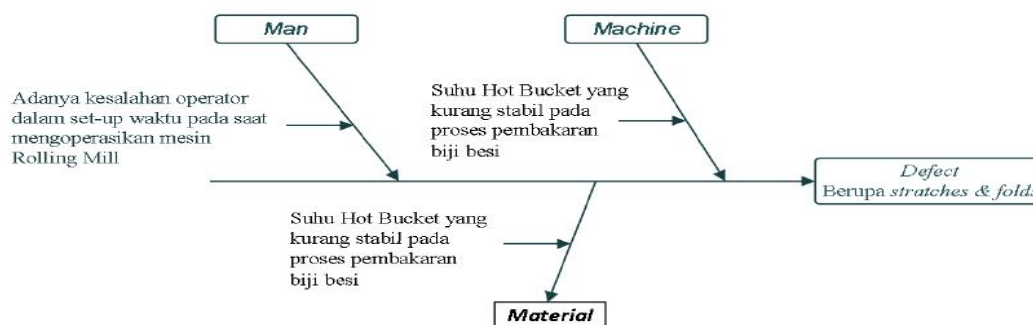 Man
Machine
Adanya kesalahan operator
dalam set-up waktu pada saat
mengoperasikan mesin
Rolling Mill
Suhu Hot Bucket yang
kurang stabil pada
proses pembakaran
biji besi
Defect
Berupa stratches & folds
Suhu Hot Bucket yang
kurang stabil pada
proses pembakaran
biji besi
Material